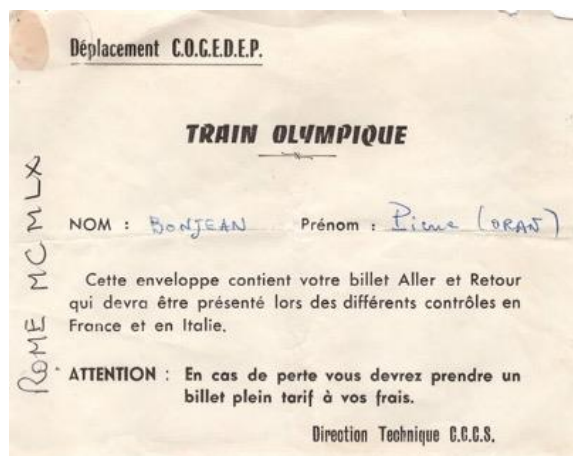 Déplacement C.O.G.E.D.E.P.
TRAIN OLYMPIQUE
NOM : BONJEAN Prénom : Pierre (ORAN)
Cette enveloppe contient votre billet Aller et Retour
qui devra être présenté lors des différents contrôles en
France et en Italie.
ATTENTION : En cas de perte vous devrez prendre un
billet plein tarif à vos frais.
Direction Technique C.C.C.S.
ROME MCMLX